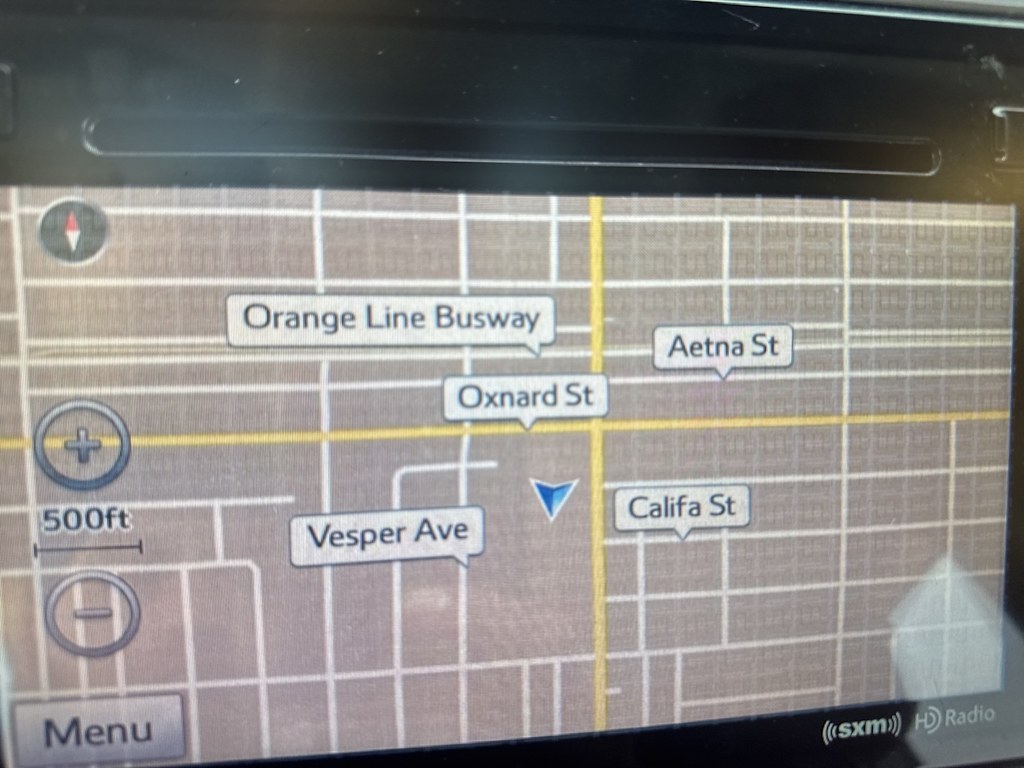 Orange Line Busway
Aetna St
Oxnard St
500ft
Vesper Ave
Califa St
Menu
sxm HD Radio